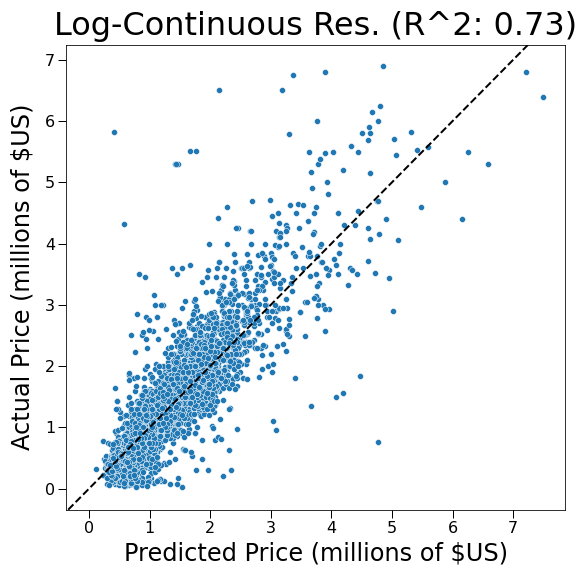 Log-Continuous Res. (R^2: 0.73)
7
6
5
4
3
2
1
0
Actual Price (millions of $US)
0 1 2 3 4 5 6 7
Predicted Price (millions of $US)